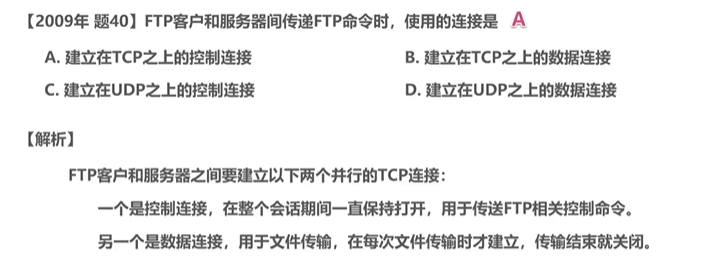 【2009年 题40】FTP客户和服务器间传递FTP命令时，使用的连接是 A
A. 建立在TCP之上的控制连接 B. 建立在TCP之上的数据连接
C. 建立在UDP之上的控制连接 D. 建立在UDP之上的数据连接
【解析】
FTP客户和服务器之间要建立以下两个并行的TCP连接：
一个是控制连接，在整个会话期间一直保持打开，用于传送FTP相关控制命令。
另一个是数据连接，用于文件传输，在每次文件传输时才建立，传输结束就关闭。